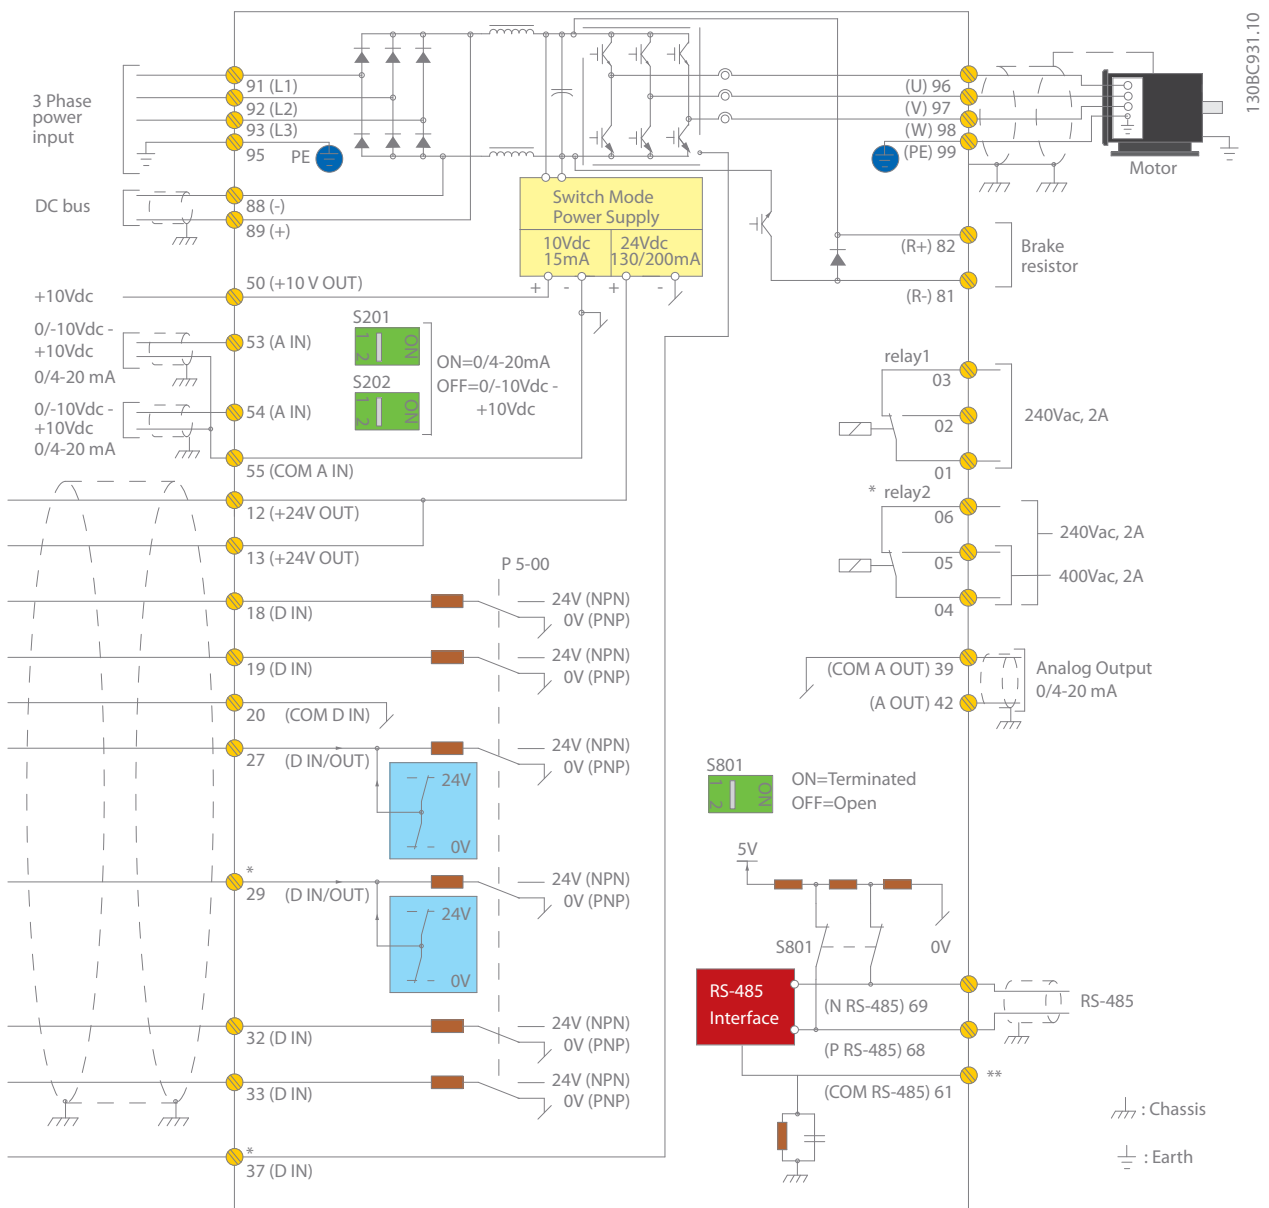 130BC931.10
3 Phase
power
input
91 (L1)
92 (L2)
93 (L3)
95
PE
DC bus
88 (-)
89 (+)
50 (+10 V OUT)
+10Vdc
0/-10Vdc -
+10Vdc
0/4-20 mA
53 (A IN)
0/-10Vdc -
+10Vdc
0/4-20 mA
54 (A IN)
55 (COM A IN)
12 (+24V OUT)
13 (+24V OUT)
18 (D IN)
19 (D IN)
20 (COM D IN)
27 (D IN/OUT)
24V
0V
*
29 (D IN/OUT)
24V
0V
32 (D IN)
33 (D IN)
*
37 (D IN)
Switch Mode
Power Supply
10Vdc
15mA
24Vdc
130/200mA
+ - + -
S201
1 2 ON
S202
1 2 ON
ON=0/4-20mA
OFF=0/-10Vdc -
+10Vdc
P 5-00
24V (NPN)
0V (PNP)
24V (NPN)
0V (PNP)
24V (NPN)
0V (PNP)
24V (NPN)
0V (PNP)
24V (NPN)
0V (PNP)
24V (NPN)
0V (PNP)
(U) 96
(V) 97
(W) 98
(PE) 99
Motor
(R+) 82
(R-) 81
Brake
resistor
relay1
03
02
01
240Vac, 2A
* relay2
06
05
04
240Vac, 2A
400Vac, 2A
(COM A OUT) 39
(A OUT) 42
Analog Output
0/4-20 mA
S801
1 2 ON
ON=Terminated
OFF=Open
5V
S801
0V
RS-485
Interface
(N RS-485) 69
(P RS-485) 68
(COM RS-485) 61
RS-485
**
: Chassis
: Earth